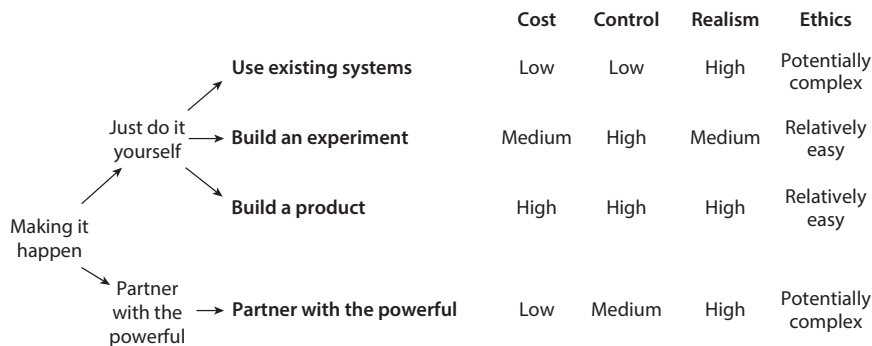 Cost Control Realism Ethics
Use existing systems Low Low High Potentially
complex
Just do it
yourself
Build an experiment Medium High Medium Relatively
easy
Build a product High High High Relatively
easy
Making it
happen
Partner
with the
powerful
Partner with the powerful Low Medium High Potentially
complex